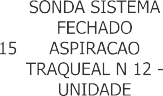 SONDA SISTEMA
FECHADO
15 ASPIRACAO
TRAQUEAL N 12 -
UNIDADE